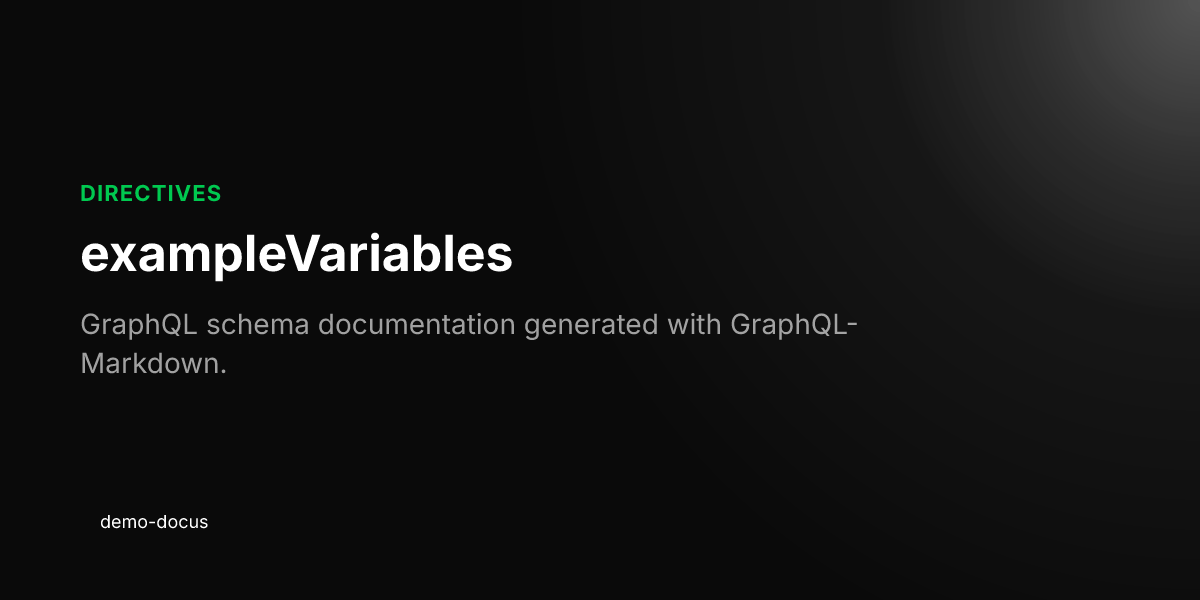 DIRECTIVES
exampleVariables
GraphQL schema documentation generated with GraphQL-
Markdown.
demo-docus